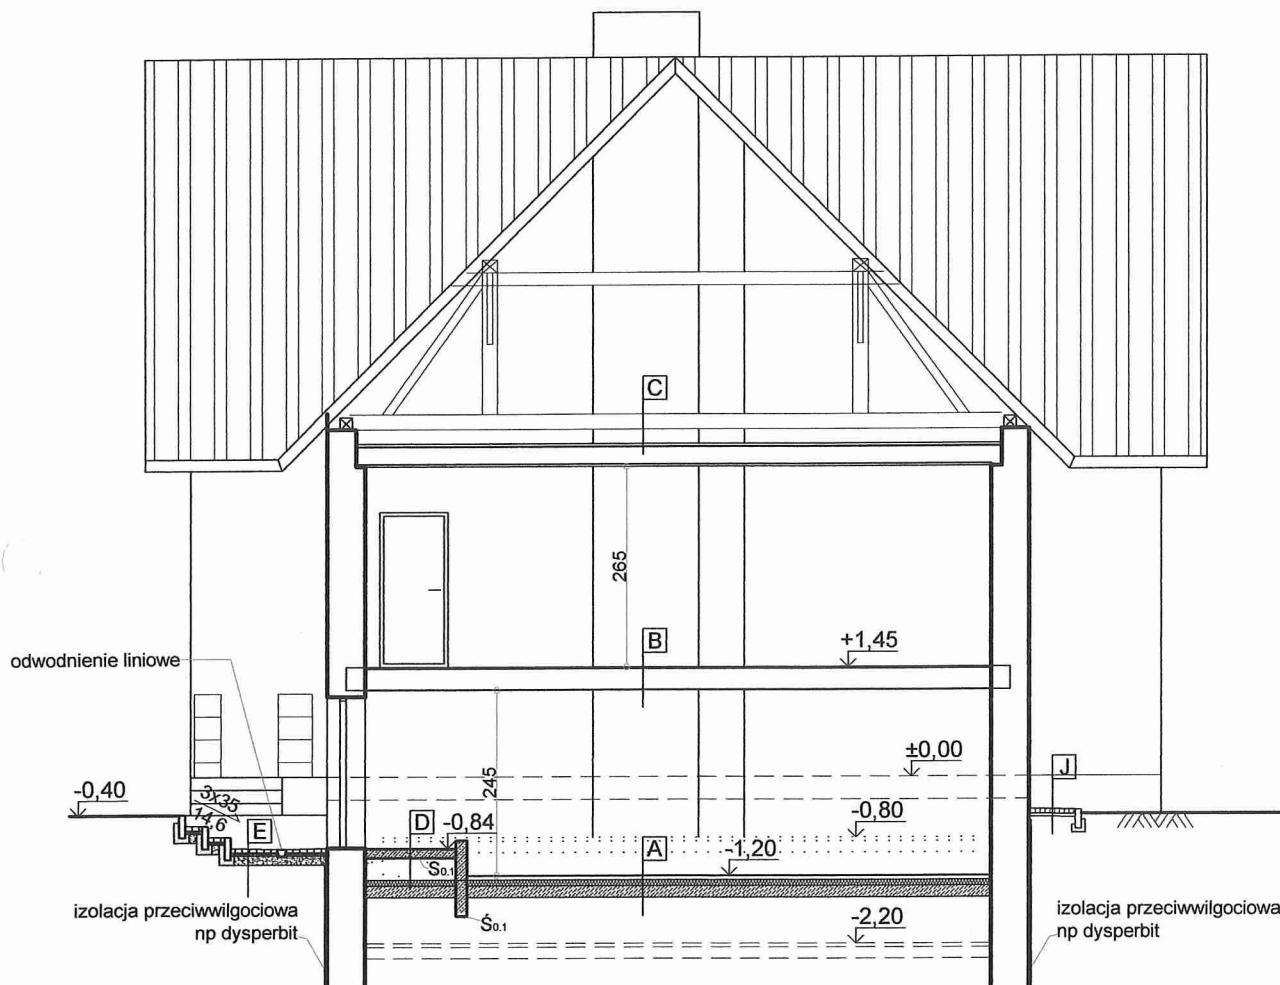 C
265
B
+1,45
odwodnienie liniowe
±0,00
J
-0,40
3x35
14,6
245
E
D
-0,84
-0,80
A
-1,20
S0.1
izolacja przeciwwilgociowa
np dysperbit
Ś0.1
-2,20
izolacja przeciwwilgociowa
np dysperbit